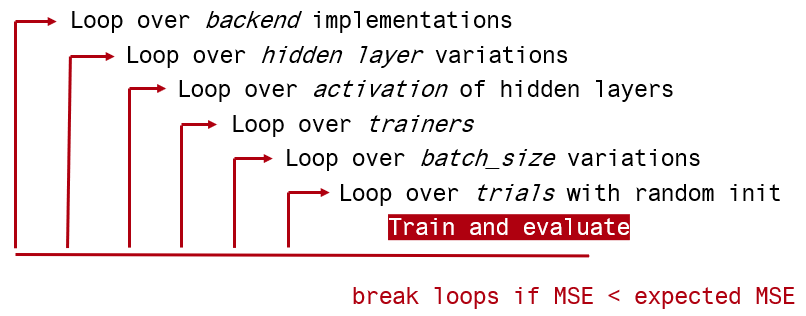 Loop over backend implementations
Loop over hidden layer variations
Loop over activation of hidden layers
Loop over trainers
Loop over batch_size variations
Loop over trials with random init
Train and evaluate
break loops if MSE < expected MSE